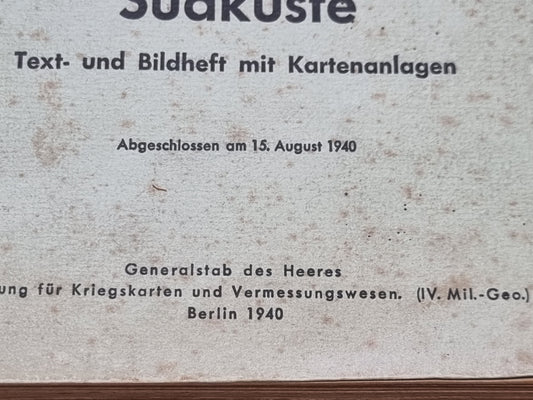 Südküste
Text- und Bildheft mit Kartenanlagen
Abgeschlossen am 15. August 1940
Generalstab des Heeres
ung für Kriegskarten und Vermessungswesen. (IV. Mil.-Geo.)
Berlin 1940